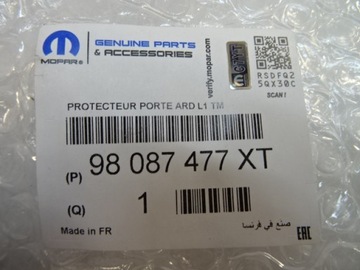 MOPAR®
GENUINE PARTS
& ACCESSORIES
verify.mopar.com
RSDFQ2
5QX30C
SCAN!
PROTECTEUR PORTE ARD L1 TM
(P) 98 087 477 XT
(Q) 1
Made in FR
صنع في فرنسا
EAC